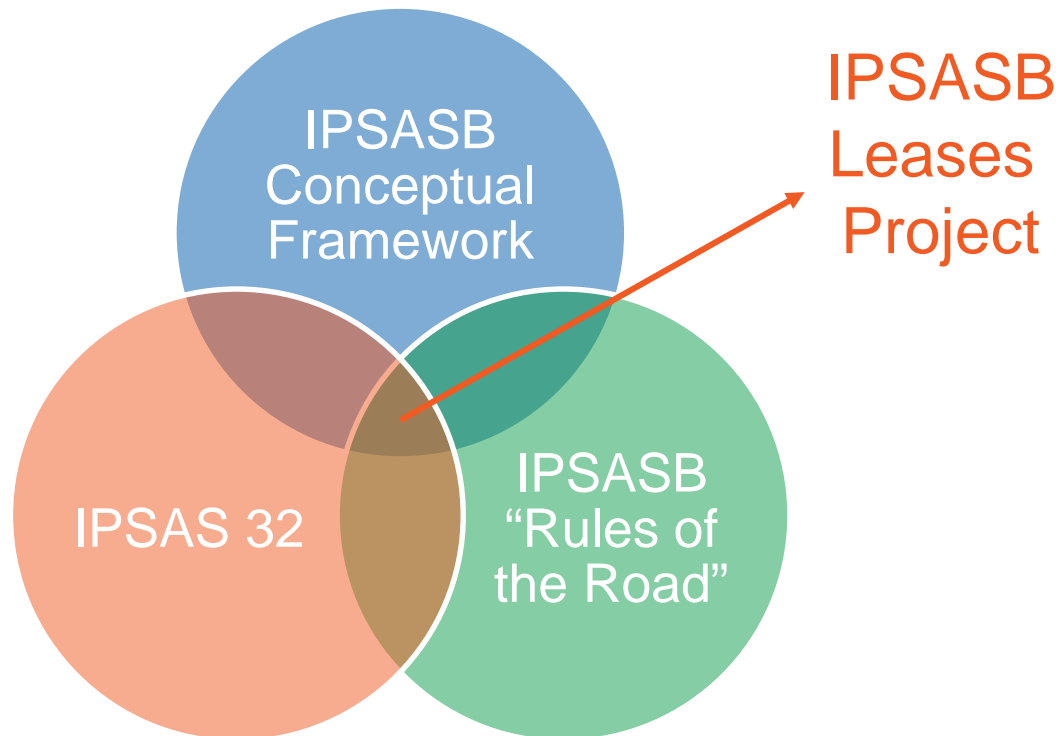 IPSASB
Conceptual
Framework
IPSASB
Leases
Project
IPSAS 32
IPSASB
“Rules of
the Road”